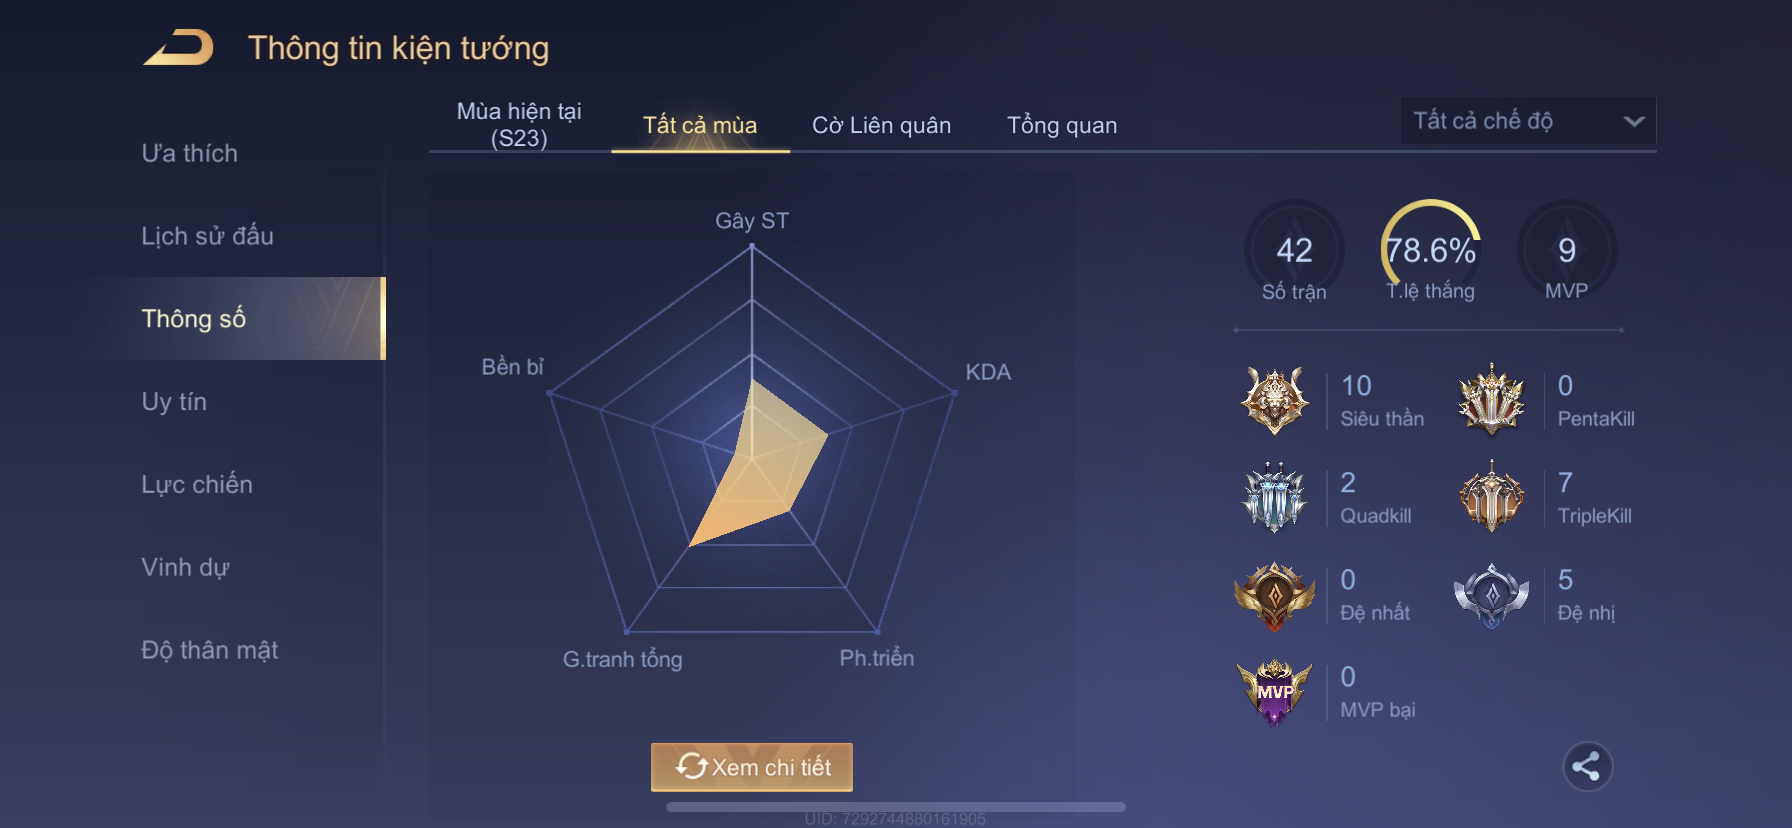 Thông tin kiện tướng
Mùa hiện tại
(S23)
Tất cả mùa
Cờ Liên quân
Tổng quan
Tất cả chế độ
Ưa thích
Lịch sử đấu
Thông số
Uy tín
Lực chiến
Vinh dự
Độ thân mật
Gây ST
Bền bỉ
KDA
G.tranh tổng
Ph.triển
Xem chi tiết
42
Số trận
78.6%
T.lệ thắng
9
MVP
10
Siêu thần
0
PentaKill
2
Quadkill
7
TripleKill
0
Đệ nhất
5
Đệ nhị
MVP
0
MVP bại
UID: 7292744880161905